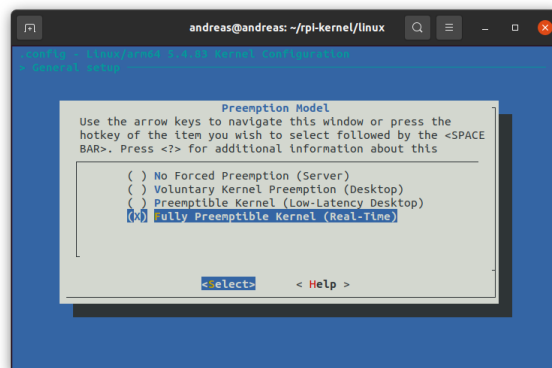 andreas@andreas: ~/rpi-kernel/linux
.config - Linux/arm64 5.4.83 Kernel Configuration
> General setup
Preemption Model
Use the arrow keys to navigate this window or press the
hotkey of the item you wish to select followed by the <SPACE
BAR>. Press <?> for additional information about this
( ) No Forced Preemption (Server)
( ) Voluntary Kernel Preemption (Desktop)
( ) Preemptible Kernel (Low-Latency Desktop)
(X) Fully Preemptible Kernel (Real-Time)
<Select> < Help >